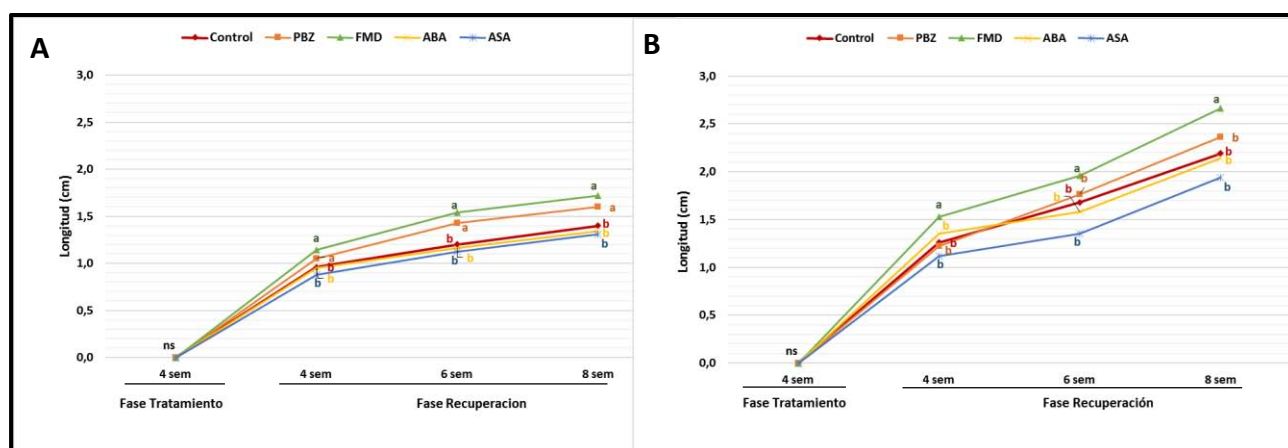 A
Control PBZ FMD ABA ASA
3,0
2,5
2,0
1,5
1,0
0,5
0,0
Longitud (cm)
ns
a
a
b
b
b
a
a
b
b
b
a
a
b
b
b
4 sem 4 sem 6 sem 8 sem
Fase Tratamiento Fase Recuperacion
B
Control PBZ FMD ABA ASA
3,0
2,5
2,0
1,5
1,0
0,5
0,0
Longitud (cm)
ns
a
b
b
b
b
a
b
b
b
b
a
b
b
b
b
4 sem 4 sem 6 sem 8 sem
Fase Tratamiento Fase Recuperación